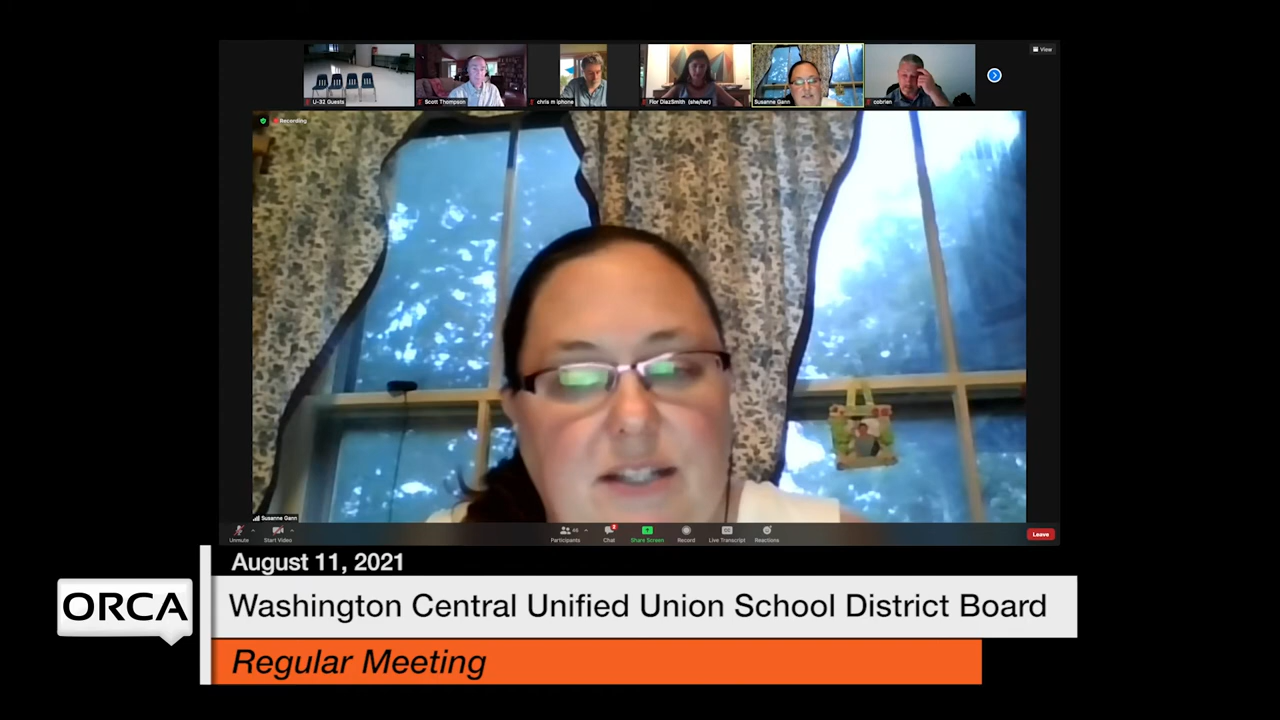 View
U-32 Guests
Scott Thompson
chris m iphone
Flor DiazSmith (she/her)
Susanne Gann
cobrien
Recording
Susanne Gann
Unmute
Start Video
Participants
46
Chat
Share Screen
Record
Live Transcript
Reactions
Leave
August 11, 2021
ORCA
Washington Central Unified Union School District Board
Regular Meeting